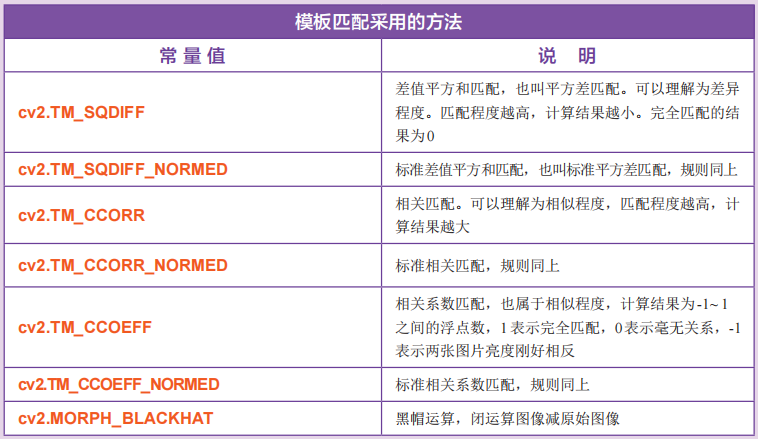 模板匹配采用的方法
常量值 说 明
cv2.TM_SQDIFF
差值平方和匹配，也叫平方差匹配。可以理解为差异
程度。匹配程度越高，计算结果越小。完全匹配的结
果为0
cv2.TM_SQDIFF_NORMED
标准差值平方和匹配，也叫标准平方差匹配，规则同上
cv2.TM_CCORR
相关匹配。可以理解为相似程度，匹配程度越高，计
算结果越大
cv2.TM_CCORR_NORMED
标准相关匹配，规则同上
cv2.TM_CCOEFF
相关系数匹配，也属于相似程度，计算结果为-1~1
之间的浮点数，1表示完全匹配，0表示毫无关系，-1
表示两张图片亮度刚好相反
cv2.TM_CCOEFF_NORMED
标准相关系数匹配，规则同上
cv2.MORPH_BLACKHAT
黑帽运算，闭运算图像减原始图像